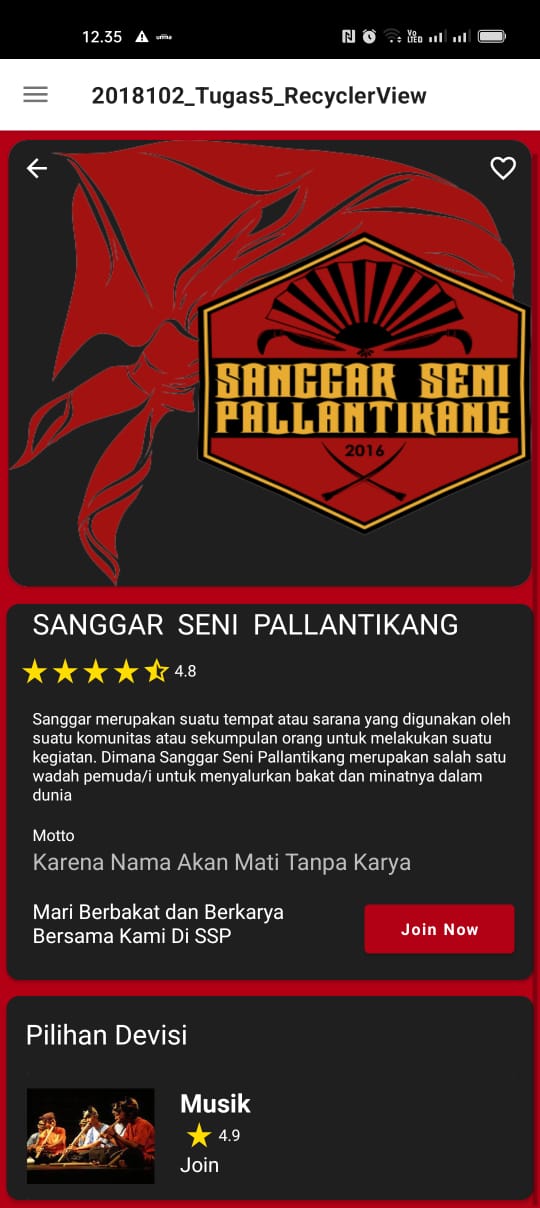 12.35
2018102_Tugas5_RecyclerView
SANGGAR SENI
PALLANTIKANG
2016
SANGGAR SENI PALLANTIKANG
4.8
Sanggar merupakan suatu tempat atau sarana yang digunakan oleh
suatu komunitas atau sekumpulan orang untuk melakukan suatu
kegiatan. Dimana Sanggar Seni Pallantikang merupakan salah satu
wadah pemuda/i untuk menyalurkan bakat dan minatnya dalam
dunia
Motto
Karena Nama Akan Mati Tanpa Karya
Mari Berbakat dan Berkarya
Bersama Kami Di SSP
Join Now
Pilihan Devisi
Musik
4.9
Join